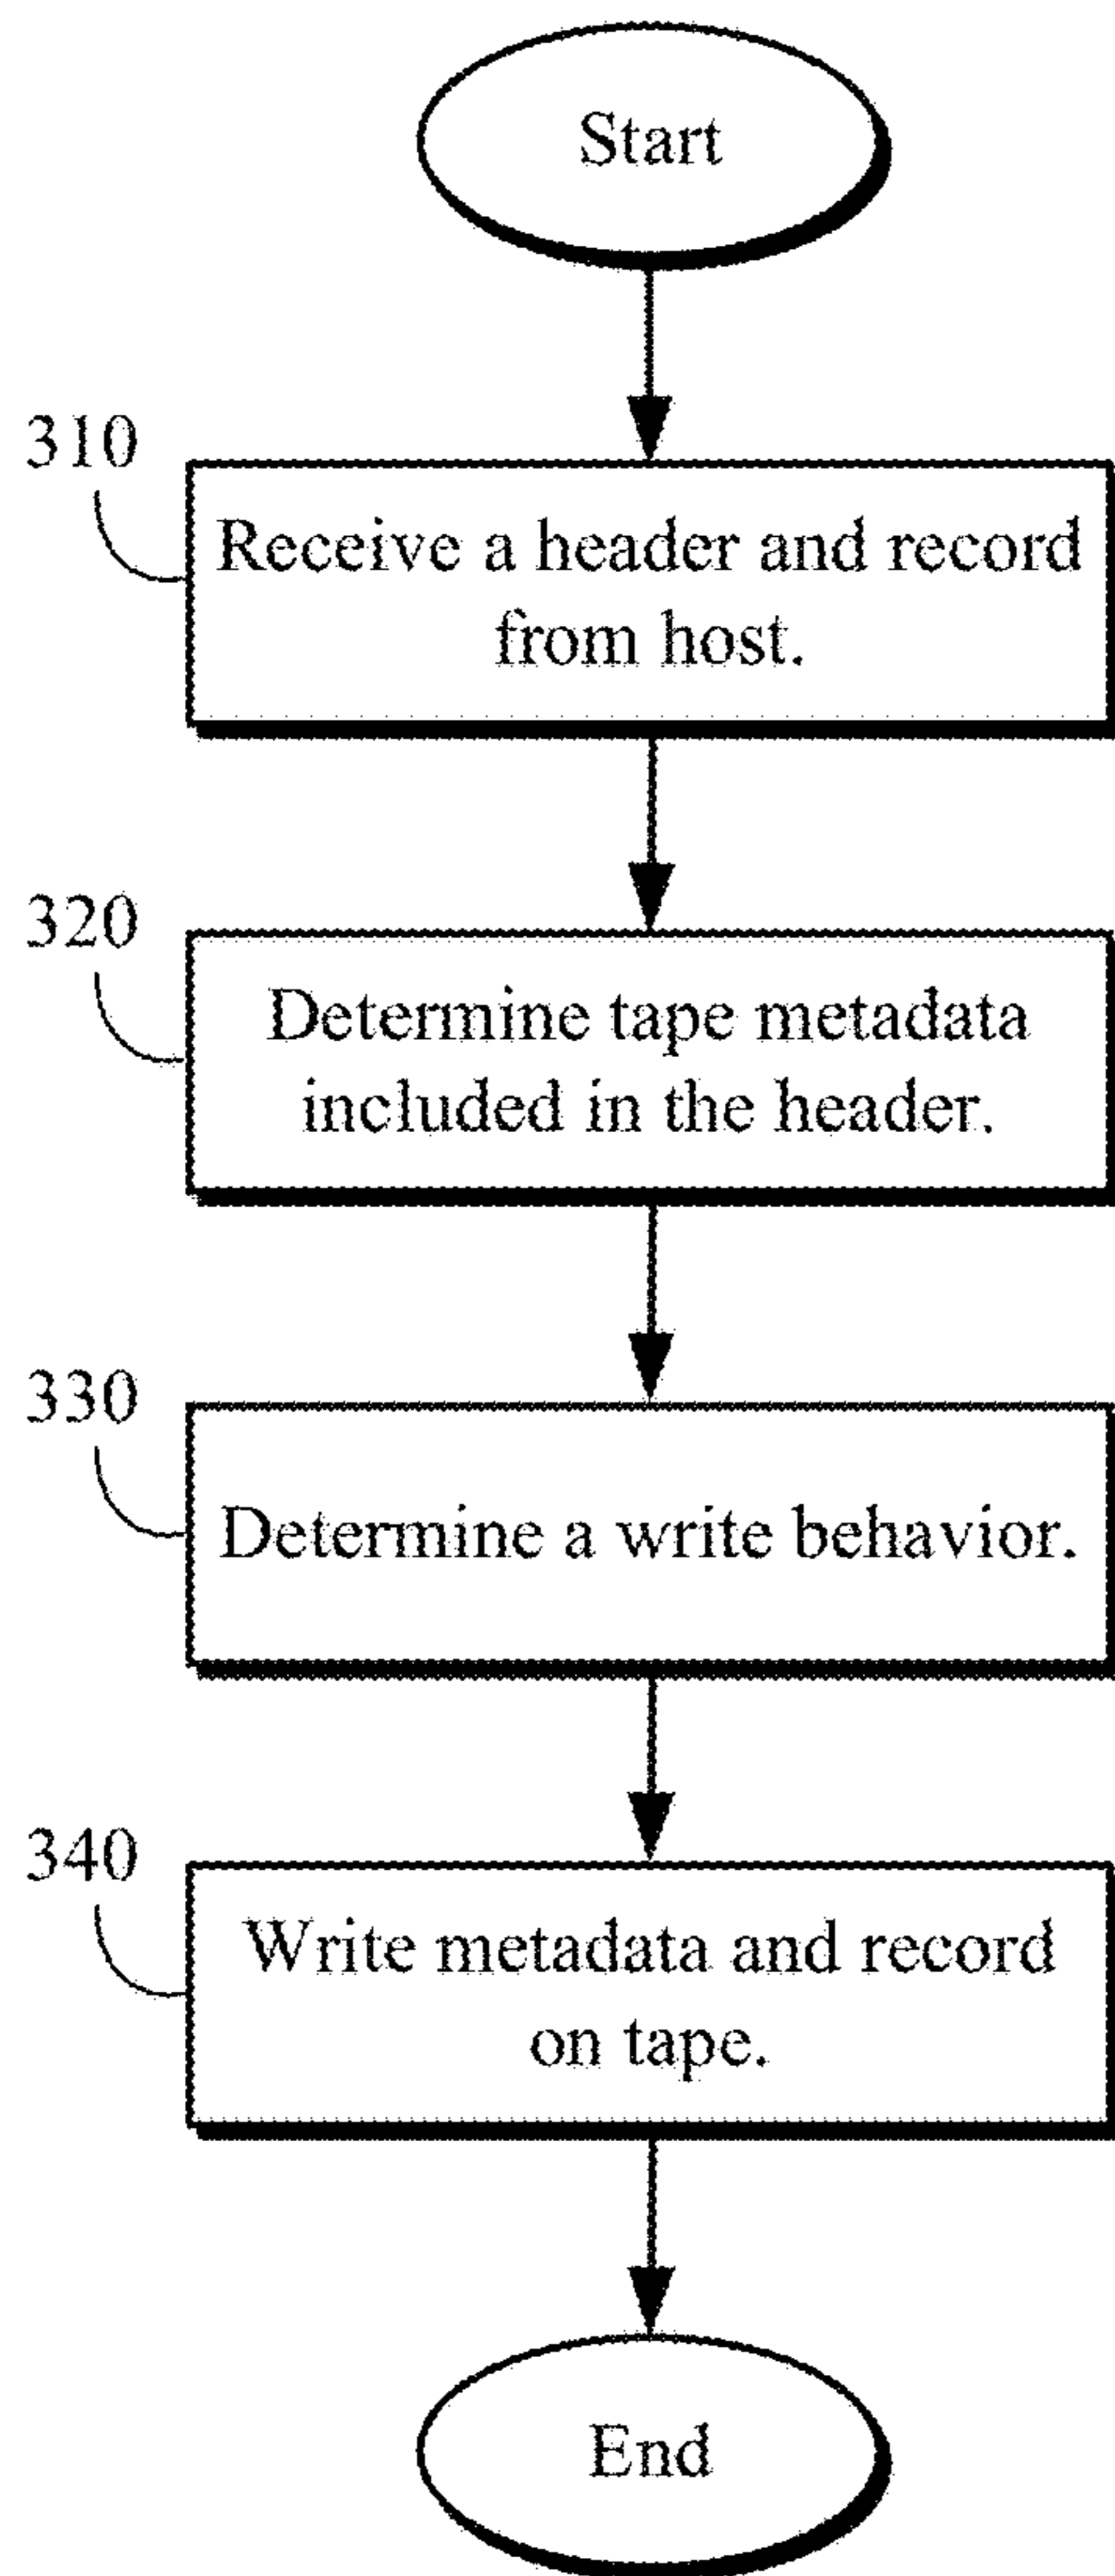 Start
310
Receive a header and record
from host.
320
Determine tape metadata
included in the header.
330
Determine a write behavior.
340
Write metadata and record
on tape.
End